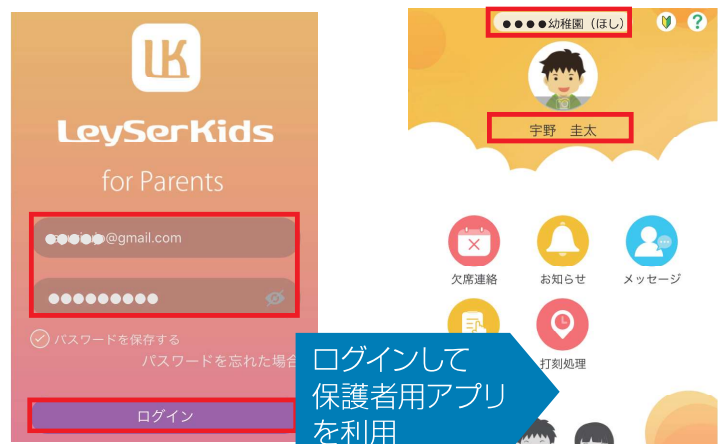 LK
LeySerKids
for Parents
@gmail.com
●●●●●●●●●
パスワードを保存する
パスワードを忘れた場合
ログイン
ログインして
保護者用アプリ
を利用
●●●●幼稚園（ほし）
?
宇野 圭太
欠席連絡
お知らせ
メッセージ
打刻処理